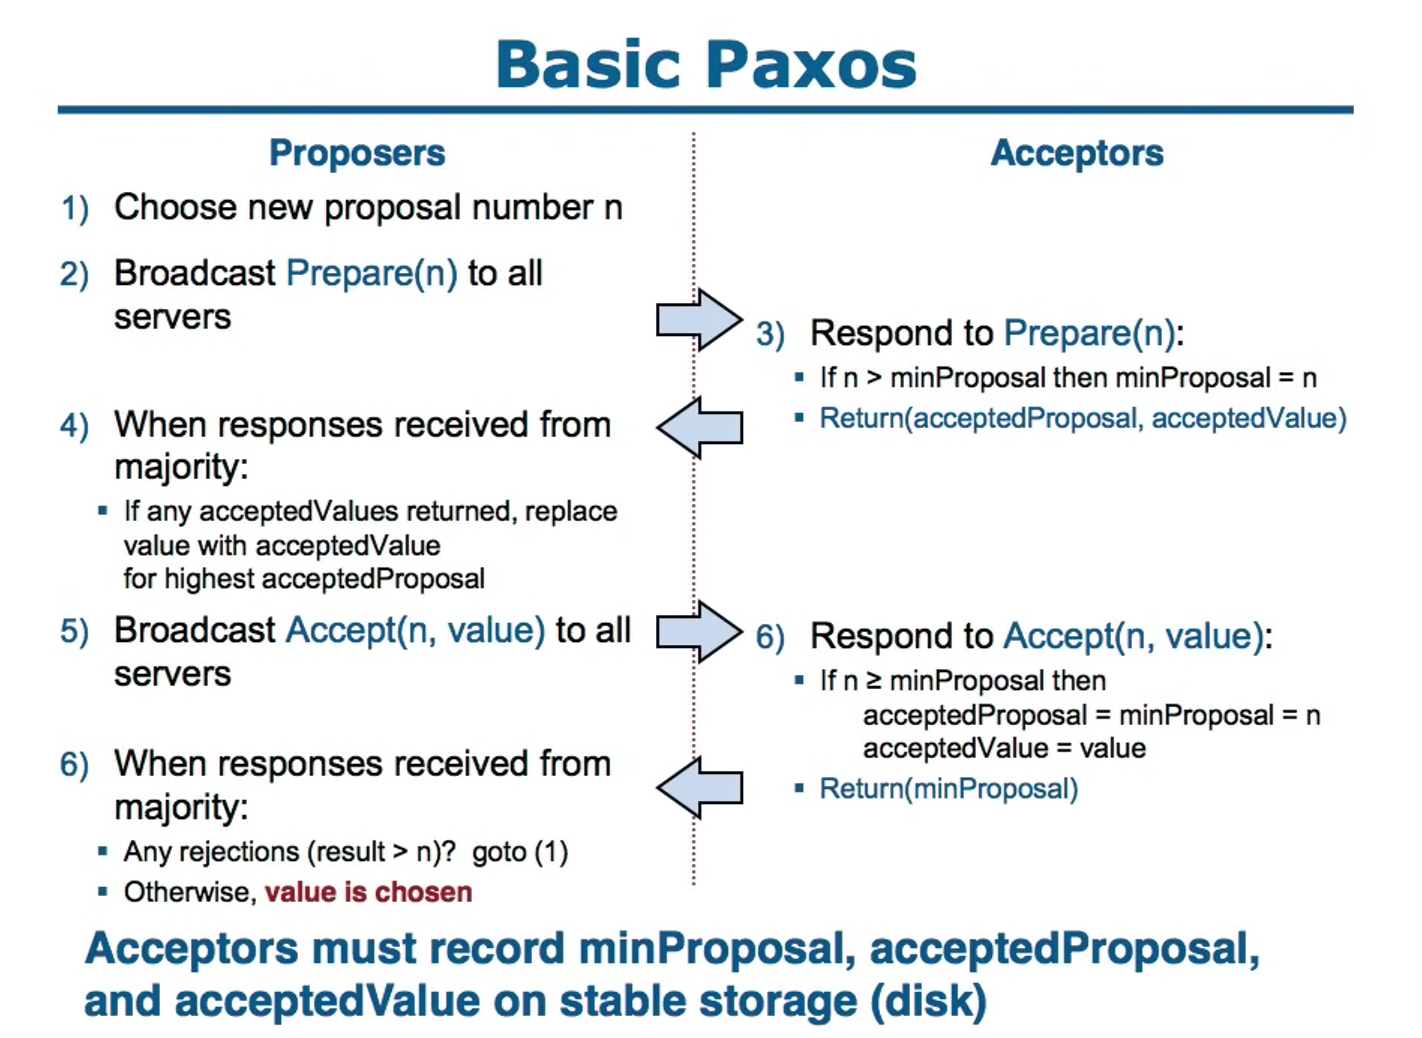 Basic Paxos
Proposers
1) Choose new proposal number n
2) Broadcast Prepare(n) to all
servers
4) When responses received from
majority:
▪ If any acceptedValues returned, replace
value with acceptedValue
for highest acceptedProposal
5) Broadcast Accept(n, value) to all
servers
6) When responses received from
majority:
▪ Any rejections (result > n)? goto (1)
▪ Otherwise, value is chosen
Acceptors
3) Respond to Prepare(n):
▪ If n > minProposal then minProposal = n
▪ Return(acceptedProposal, acceptedValue)
6) Respond to Accept(n, value):
▪ If n ≥ minProposal then
acceptedProposal = minProposal = n
acceptedValue = value
▪ Return(minProposal)
Acceptors must record minProposal, acceptedProposal,
and acceptedValue on stable storage (disk)